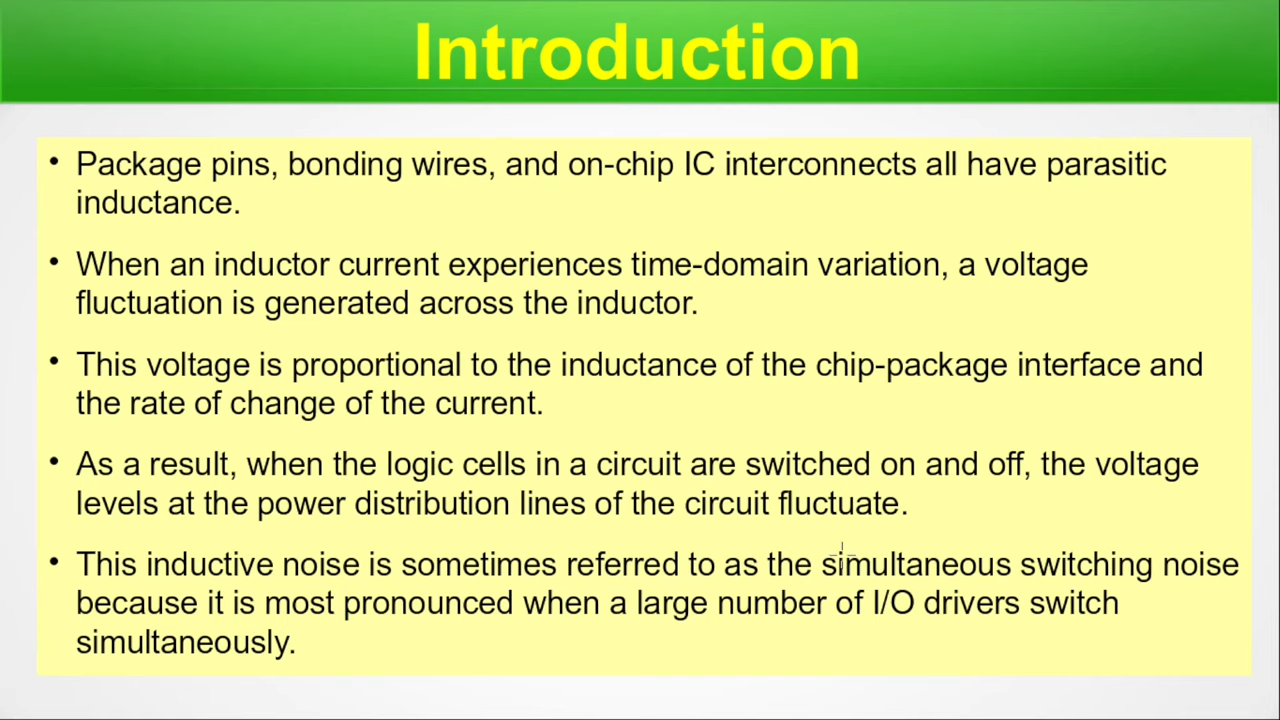 Introduction
• Package pins, bonding wires, and on-chip IC interconnects all have parasitic
inductance.
• When an inductor current experiences time-domain variation, a voltage
fluctuation is generated across the inductor.
• This voltage is proportional to the inductance of the chip-package interface and
the rate of change of the current.
• As a result, when the logic cells in a circuit are switched on and off, the voltage
levels at the power distribution lines of the circuit fluctuate.
• This inductive noise is sometimes referred to as the simultaneous switching noise
because it is most pronounced when a large number of I/O drivers switch
simultaneously.